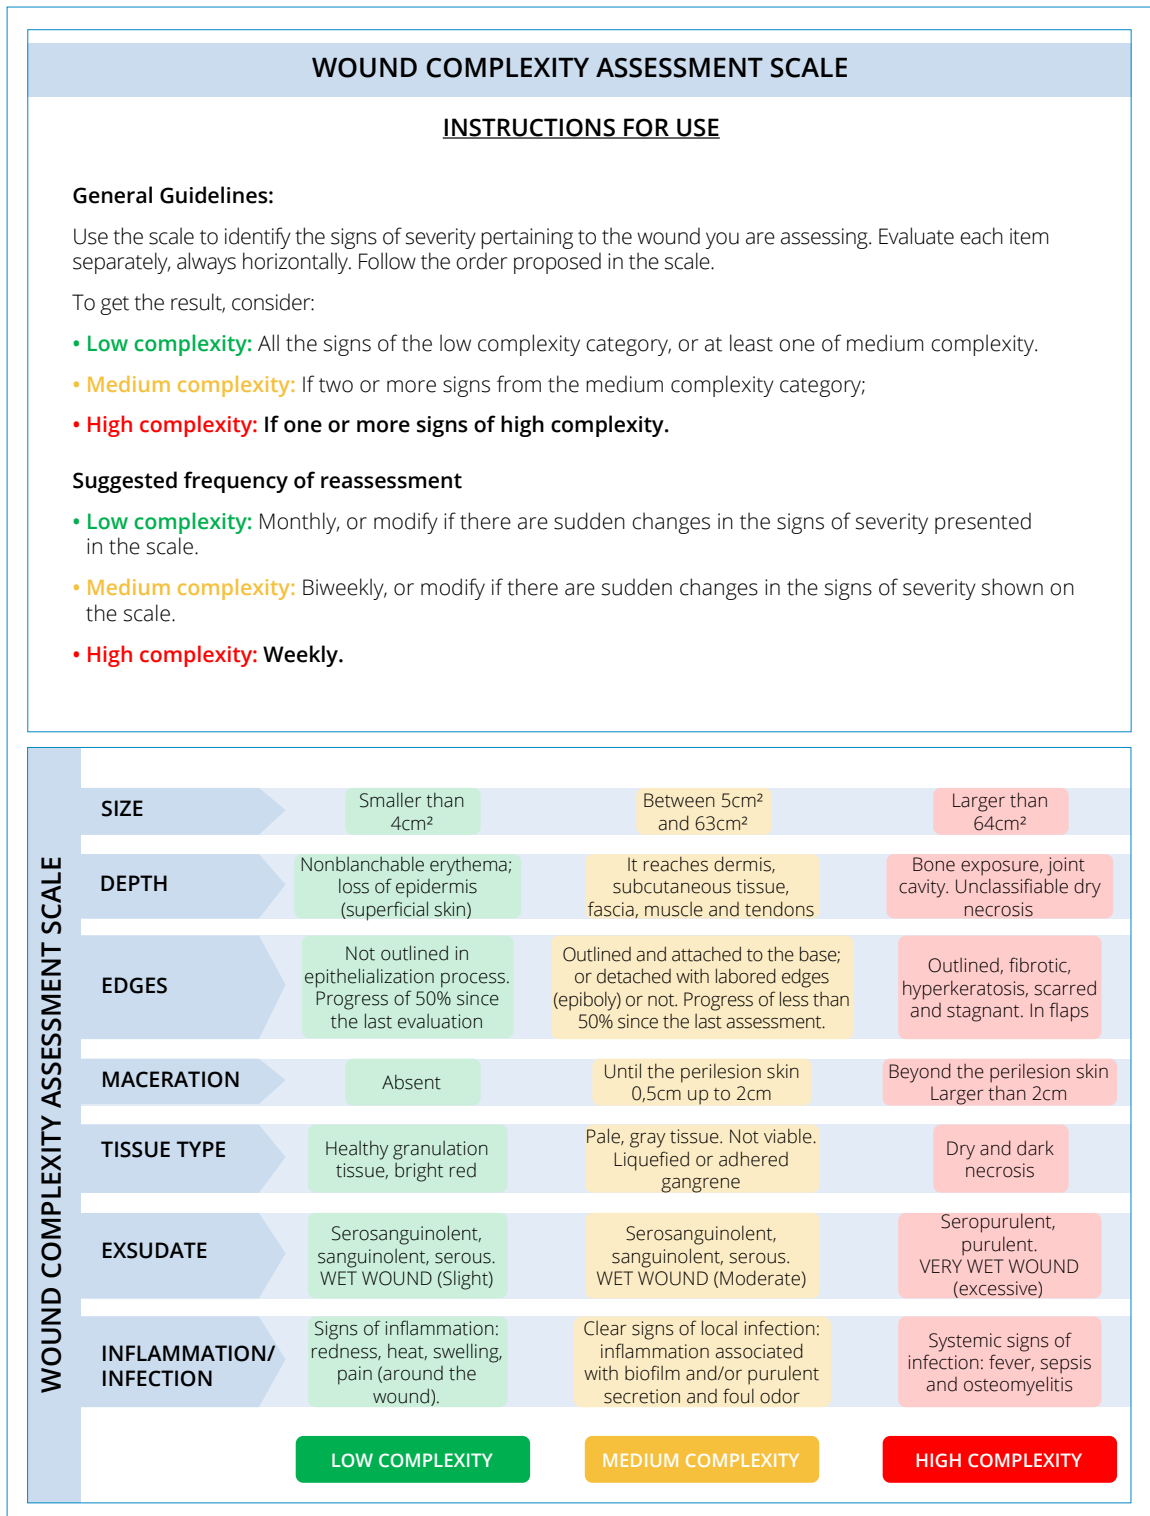 WOUND COMPLEXITY ASSESSMENT SCALE
INSTRUCTIONS FOR USE
General Guidelines:
Use the scale to identify the signs of severity pertaining to the wound you are assessing. Evaluate each item
separately, always horizontally. Follow the order proposed in the scale.
To get the result, consider:
• Low complexity: All the signs of the low complexity category, or at least one of medium complexity.
• Medium complexity: If two or more signs from the medium complexity category;
• High complexity: If one or more signs of high complexity.
Suggested frequency of reassessment
• Low complexity: Monthly, or modify if there are sudden changes in the signs of severity presented
in the scale.
• Medium complexity: Biweekly, or modify if there are sudden changes in the signs of severity shown on
the scale.
• High complexity: Weekly.
WOUND COMPLEXITY ASSESSMENT SCALE
SIZE
Smaller than
4cm²
Between 5cm²
and 63cm²
Larger than
64cm²
DEPTH
Nonblanchable erythema;
loss of epidermis
(superficial skin)
It reaches dermis,
subcutaneous tissue,
fascia, muscle and tendons
Bone exposure, joint
cavity. Unclassifiable dry
necrosis
EDGES
Not outlined in
epithelialization process.
Progress of 50% since
the last evaluation
Outlined and attached to the base;
or detached with labored edges
(epiboly) or not. Progress of less than
50% since the last assessment.
Outlined, fibrotic,
hyperkeratosis, scarred
and stagnant. In flaps
MACERATION
Absent
Until the perilesion skin
0,5cm up to 2cm
Beyond the perilesion skin
Larger than 2cm
TISSUE TYPE
Healthy granulation
tissue, bright red
Pale, gray tissue. Not viable.
Liquefied or adhered
gangrene
Dry and dark
necrosis
EXSUDATE
Serosanguinolent,
sanguinolent, serous.
WET WOUND (Slight)
Serosanguinolent,
sanguinolent, serous.
WET WOUND (Moderate)
Seropurulent,
purulent.
VERY WET WOUND
(excessive)
INFLAMMATION/
INFECTION
Signs of inflammation:
redness, heat, swelling,
pain (around the
wound).
Clear signs of local infection:
inflammation associated
with biofilm and/or purulent
secretion and foul odor
Systemic signs of
infection: fever, sepsis
and osteomyelitis
LOW COMPLEXITY
MEDIUM COMPLEXITY
HIGH COMPLEXITY